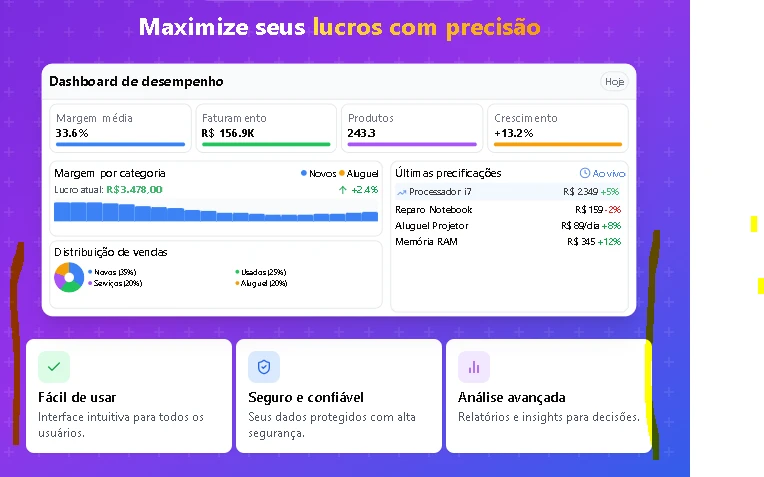 Maximize seus lucros com precisão
Dashboard de desempenho
Hoje
Margem média
33.6%
Faturamento
R$ 156.9K
Produtos
243.3
Crescimento
+13.2%
Margem por categoria
Novos Aluguel
Lucro atual: R$3.478,00
↑ +2.4%
Distribuição de vendas
Novos (35%)
Usados (25%)
Serviços (20%)
Aluguel (20%)
Últimas precificações
Ao vivo
Processador i7 R$ 2349 +5%
Reparo Notebook R$ 159 -2%
Aluguel Projetor R$ 89/dia +8%
Memória RAM R$ 345 +12%
Fácil de usar
Interface intuitiva para todos os
usuários.
Seguro e confiável
Seus dados protegidos com alta
segurança.
Análise avançada
Relatórios e insights para decisões.